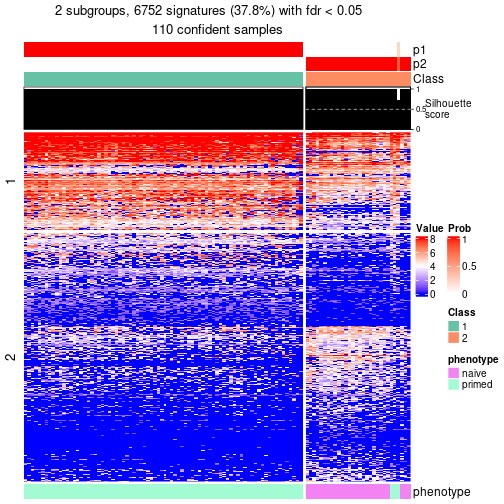 2 subgroups, 6752 signatures (37.8%) with fdr < 0.05
110 confident samples
p1
p2
Class
1
0.5
0
Silhouette
score
1
2
Value
8
6
4
2
0
Prob
1
0.5
0
Class
1
2
phenotype
naive
primed
phenotype